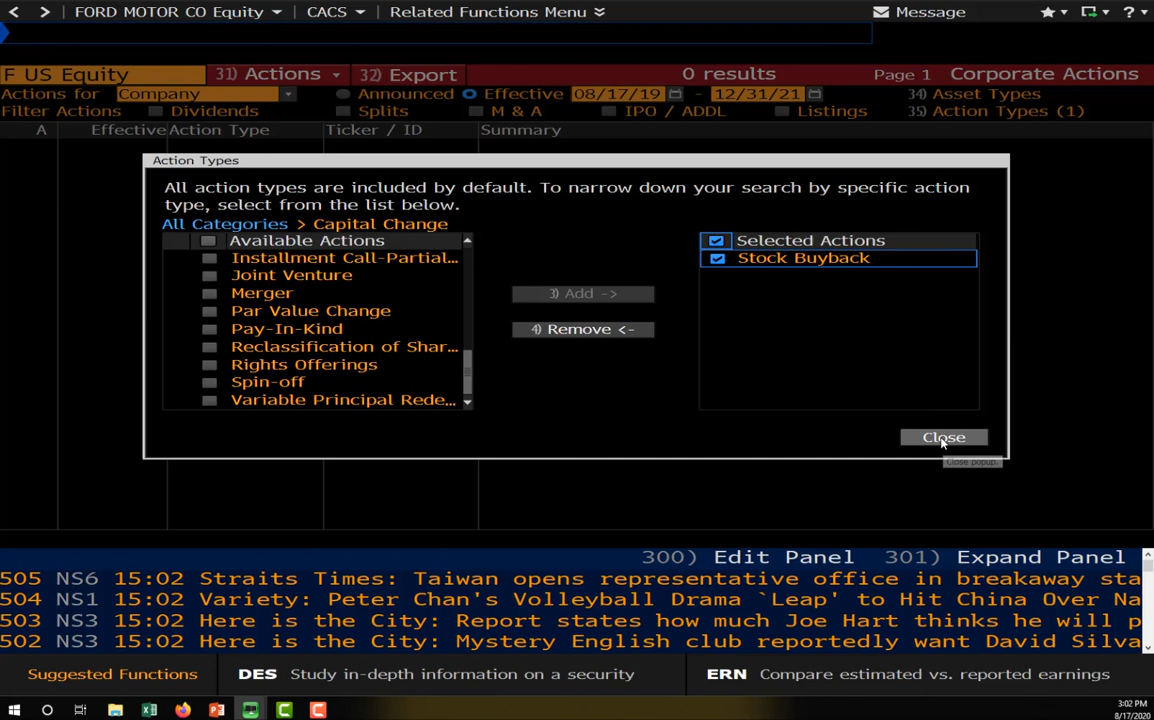 FORD MOTOR CO Equity CACS Related Functions Menu Message ?
F US Equity 31) Actions 32) Export 0 results Page 1 Corporate Actions
Actions for Company Announced Effective 08/17/19 - 12/31/21 34) Asset Types
Filter Actions Dividends Splits M & A IPO / ADDL Listings 35) Action Types (1)
A Effective Action Type Ticker / ID Summary
Action Types
All action types are included by default. To narrow down your search by specific action
type, select from the list below.
All Categories > Capital Change
Available Actions Selected Actions
Installment Call-Partial... Stock Buyback
Joint Venture
Merger 3) Add ->
Par Value Change
Pay-In-Kind 4) Remove <-
Reclassification of Shar...
Rights Offerings
Spin-off
Variable Principal Rede...
Close
Close popup.
300) Edit Panel 301) Expand Panel
505 NS6 15:02 Straits Times: Taiwan opens representative office in breakaway sta
504 NS1 15:02 Variety: Peter Chan's Volleyball Drama `Leap' to Hit China Over Na
503 NS3 15:02 Here is the City: Report states how much Joe Hart thinks he will p
502 NS3 15:02 Here is the City: Mystery English club reportedly want David Silva
Suggested Functions DES Study in-depth information on a security ERN Compare estimated vs. reported earnings
3:02 PM
8/17/2020